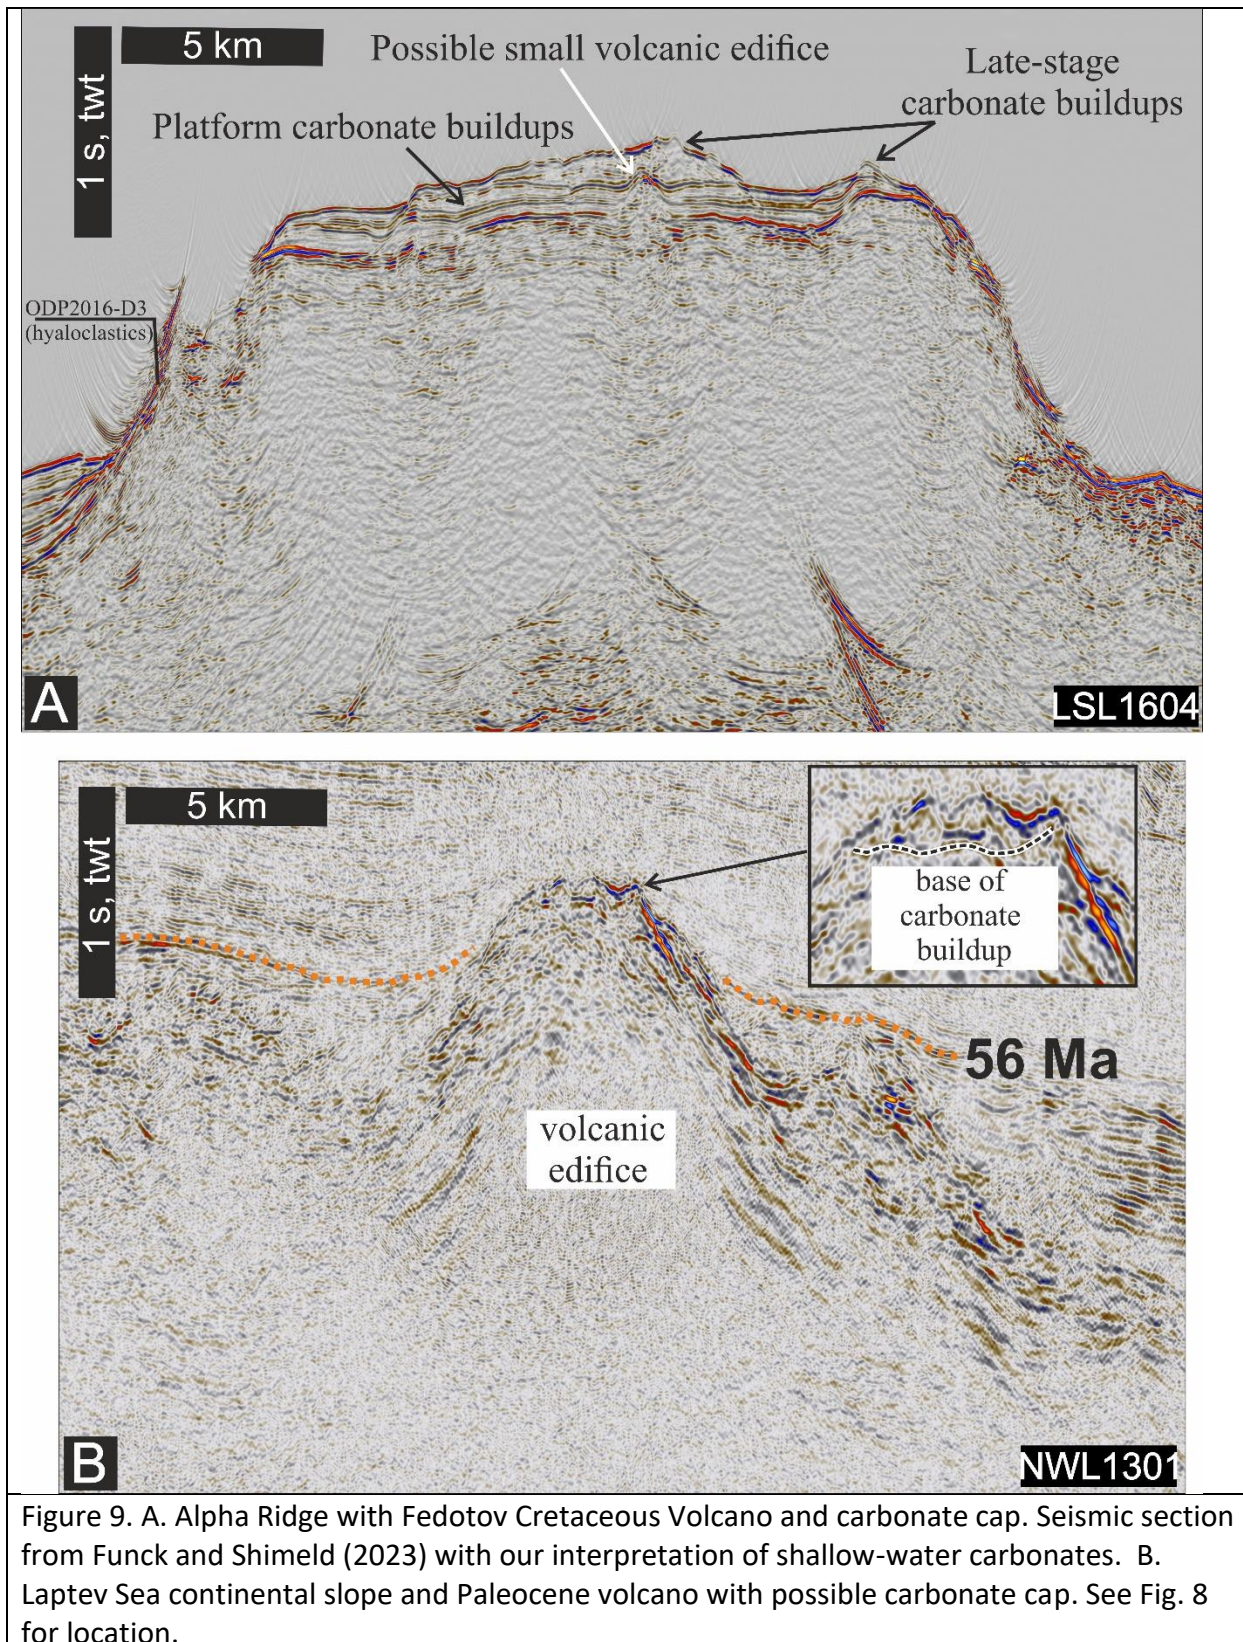 5 km
1 s, twt
Possible small volcanic edifice
Late-stage
carbonate buildups
Platform carbonate buildups
ODP2016-D3
(hyaloclastics)
A
LSL1604
5 km
1 s, twt
base of
carbonate
buildup
56 Ma
volcanic
edifice
B
NWL1301
Figure 9. A. Alpha Ridge with Fedotov Cretaceous Volcano and carbonate cap. Seismic section
from Funck and Shimeld (2023) with our interpretation of shallow-water carbonates. B.
Laptev Sea continental slope and Paleocene volcano with possible carbonate cap. See Fig. 8
for location.